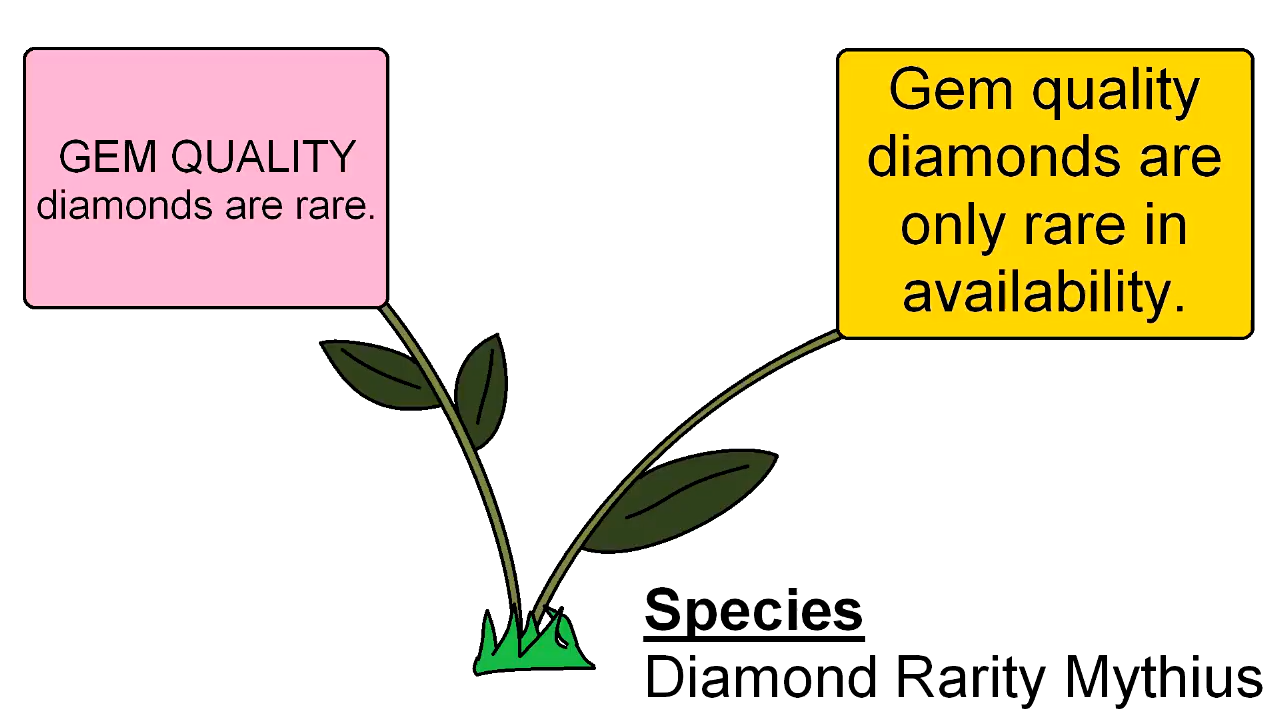 GEM QUALITY
diamonds are rare.
Gem quality
diamonds are
only rare in
availability.
Species
Diamond Rarity Mythius